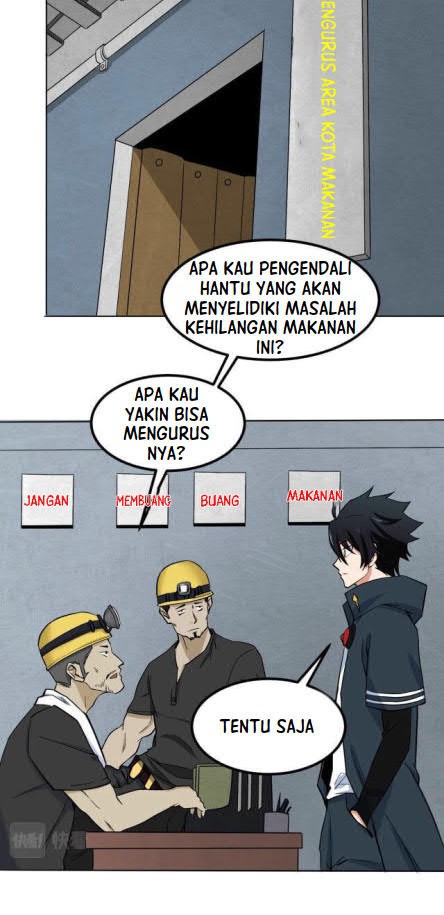 ENGURUS AREA KOTA MAKANAN
APA KAU PENGENDALI
HANTU YANG AKAN
MENYELIDIKI MASALAH
KEHILANGAN MAKANAN
INI?
APA KAU
YAKIN BISA
MENGURUS
NYA?
JANGAN
MEMBUANG
BUANG
MAKANAN
TENTU SAJA